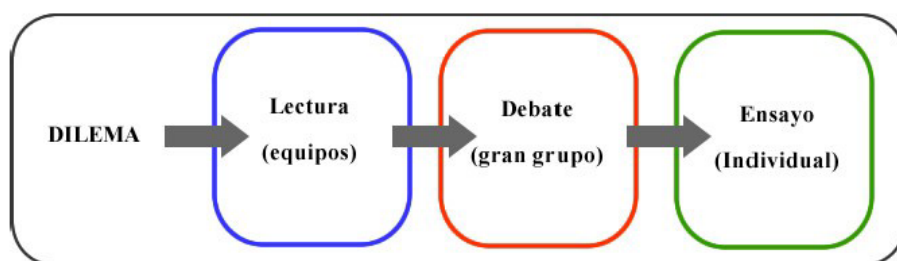 DILEMA
Lectura
(equipos)
Debate
(gran grupo)
Ensayo
(Individual)